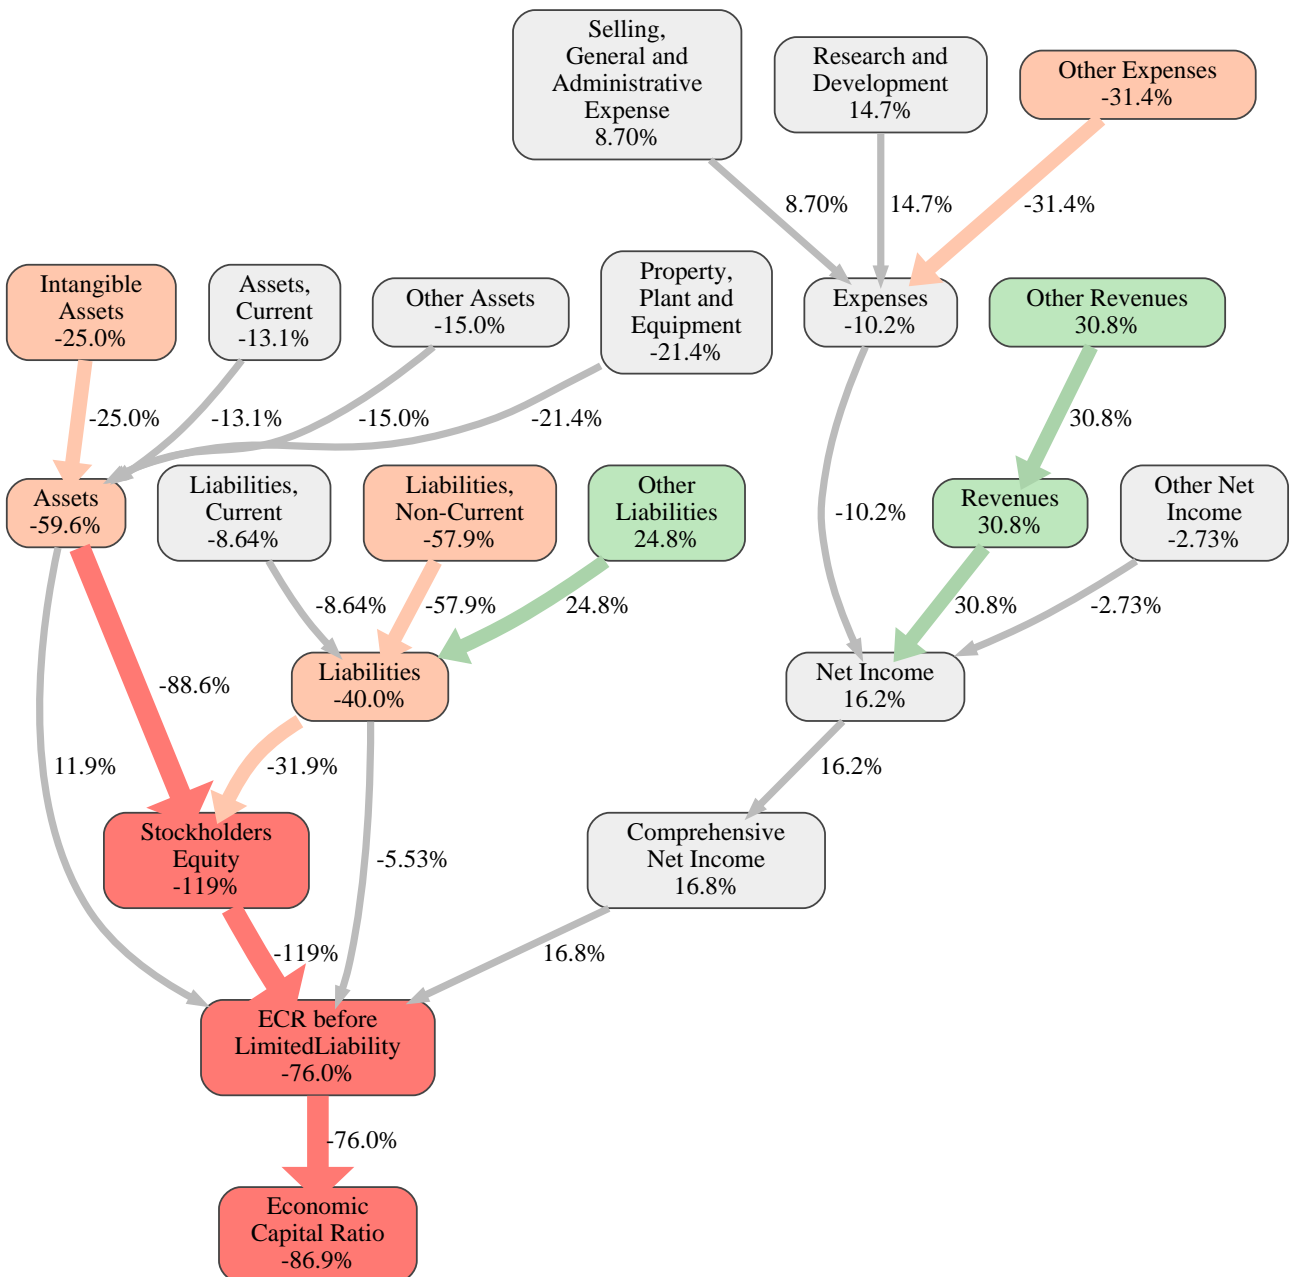 Selling,
General and
Administrative
Expense
8.70%
Research and
Development
14.7%
Other Expenses
-31.4%
8.70%
14.7%
-31.4%
Intangible
Assets
-25.0%
Assets,
Current
-13.1%
Other Assets
-15.0%
Property,
Plant and
Equipment
-21.4%
Expenses
-10.2%
Other Revenues
30.8%
-25.0%
-13.1%
-15.0%
-21.4%
30.8%
Assets
-59.6%
Liabilities,
Current
-8.64%
Liabilities,
Non-Current
-57.9%
Other
Liabilities
24.8%
-10.2%
Revenues
30.8%
Other Net
Income
-2.73%
-8.64%
-57.9%
24.8%
30.8%
-2.73%
-88.6%
Liabilities
-40.0%
Net Income
16.2%
11.9%
-31.9%
16.2%
Stockholders
Equity
-119%
-5.53%
Comprehensive
Net Income
16.8%
-119%
16.8%
ECR before
LimitedLiability
-76.0%
-76.0%
Economic
Capital Ratio
-86.9%